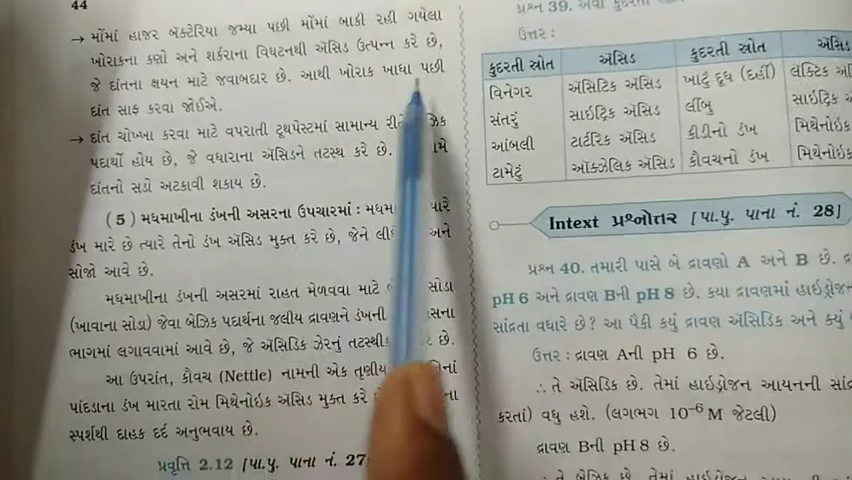 44
→ મોંમાં હાજર બૅક્ટેરિયા જમ્યા પછી મોંમાં બાકી રહી ગયેલા
ખોરાકના કણો અને શર્કરાના વિઘટનથી ઍસિડ ઉત્પન્ન કરે છે,
જે દાંતના ક્ષયન માટે જવાબદાર છે. આથી ખોરાક ખાધા પછી
દાંત સાફ કરવા જોઈએ.
→ દાંત ચોખ્ખા કરવા માટે વપરાતી ટૂથપેસ્ટમાં સામાન્ય
પદાર્થો હોય છે, જે વધારાના ઍસિડને તટસ્થ કરે છે.
દાંતનો સડો અટકાવી શકાય છે.
(5) મધમાખીના ડંખની અસરના ઉપચારમાં :
ડંખ મારે છે ત્યારે તેનો ડંખ ઍસિડ મુક્ત કરે છે, જેને અને
સોજો આવે છે.
મધમાખીના ડંખની અસરમાં રાહત મેળવવા માટે સોડા
(ખાવાના સોડા) જેવા બેઝિક પદાર્થના જલીય દ્રાવણને ડંખની
ભાગમાં લગાવવામાં આવે છે, જે ઍસિડિક ઝેરનું છે.
આ ઉપરાંત, કૌવચ (Nettle) નામની એક
પાંદડાના ડંખ મારતા રોમ મિથેનોઇક ઍસિડ મુક્ત કરે
સ્પર્શથી દાહક દર્દ અનુભવાય છે.
પ્રવૃત્તિ 2.12 [પા.પુ. પાના નં. 27
પ્રશ્ન 39.
ઉત્તર :
કુદરતી સ્રોત ઍસિડ કુદરતી સ્રોત ઍસિ
વિનેગર ઍસિટિક ઍસિડ ખાટું દૂધ (દહીં) લૅક્ટિક
સંતરું સાઇટ્રિક ઍસિડ લીંબુ સાઇટ્રિક
આંબલી ટાર્ટરિક ઍસિડ કીડીનો ડંખ મિથેનોઇક
ટામેટું ઑક્ઝેલિક ઍસિડ કૌવચનો ડંખ મિથેનોઇક
Intext પ્રશ્નોત્તર [પા.પુ. પાના નં. 28]
પ્રશ્ન 40. તમારી પાસે બે દ્રાવણો A અને B છે.
pH 6 અને દ્રાવણ Bની pH 8 છે. ક્યા દ્રાવણમાં હાઇડ્રોજન
સાંદ્રતા વધારે છે? આ પૈકી કયું દ્રાવણ ઍસિડિક અને કયું
ઉત્તર : દ્રાવણ Aની pH 6 છે.
∴ તે ઍસિડિક છે. તેમાં હાઇડ્રોજન આયનની
કરતાં) વધુ હશે. (લગભગ 10⁻⁶ M જેટલી)
દ્રાવણ Bની pH 8 છે.